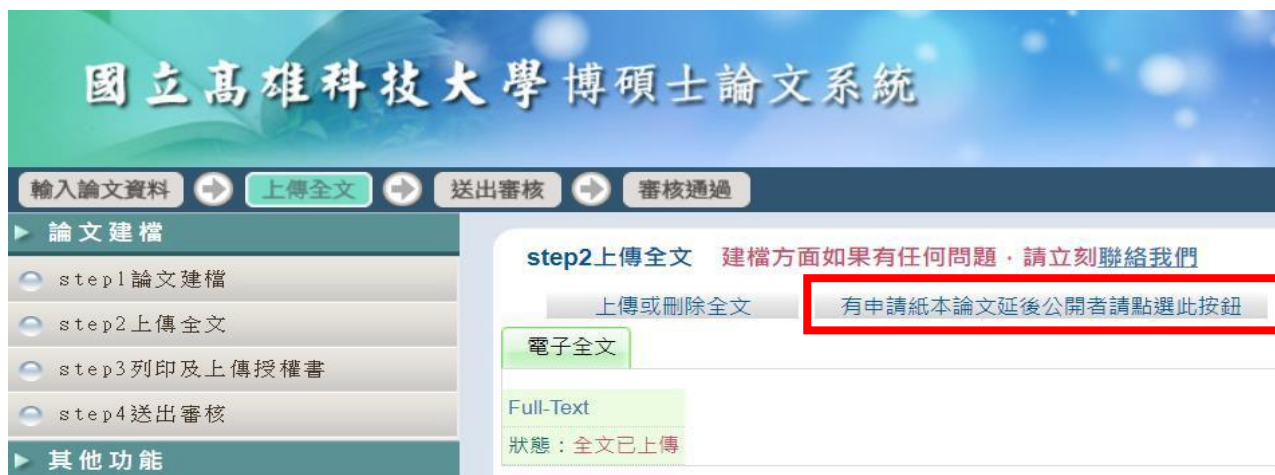 國立高雄科技大學博碩士論文系統
輸入論文資料 上傳全文 送出審核 審核通過
論文建檔
step1論文建檔
step2上傳全文
step3列印及上傳授權書
step4送出審核
其他功能
step2上傳全文 建檔方面如果有任何問題，請立刻聯絡我們
上傳或刪除全文 有申請紙本論文延後公開者請點選此按鈕
電子全文
Full-Text
狀態：全文已上傳